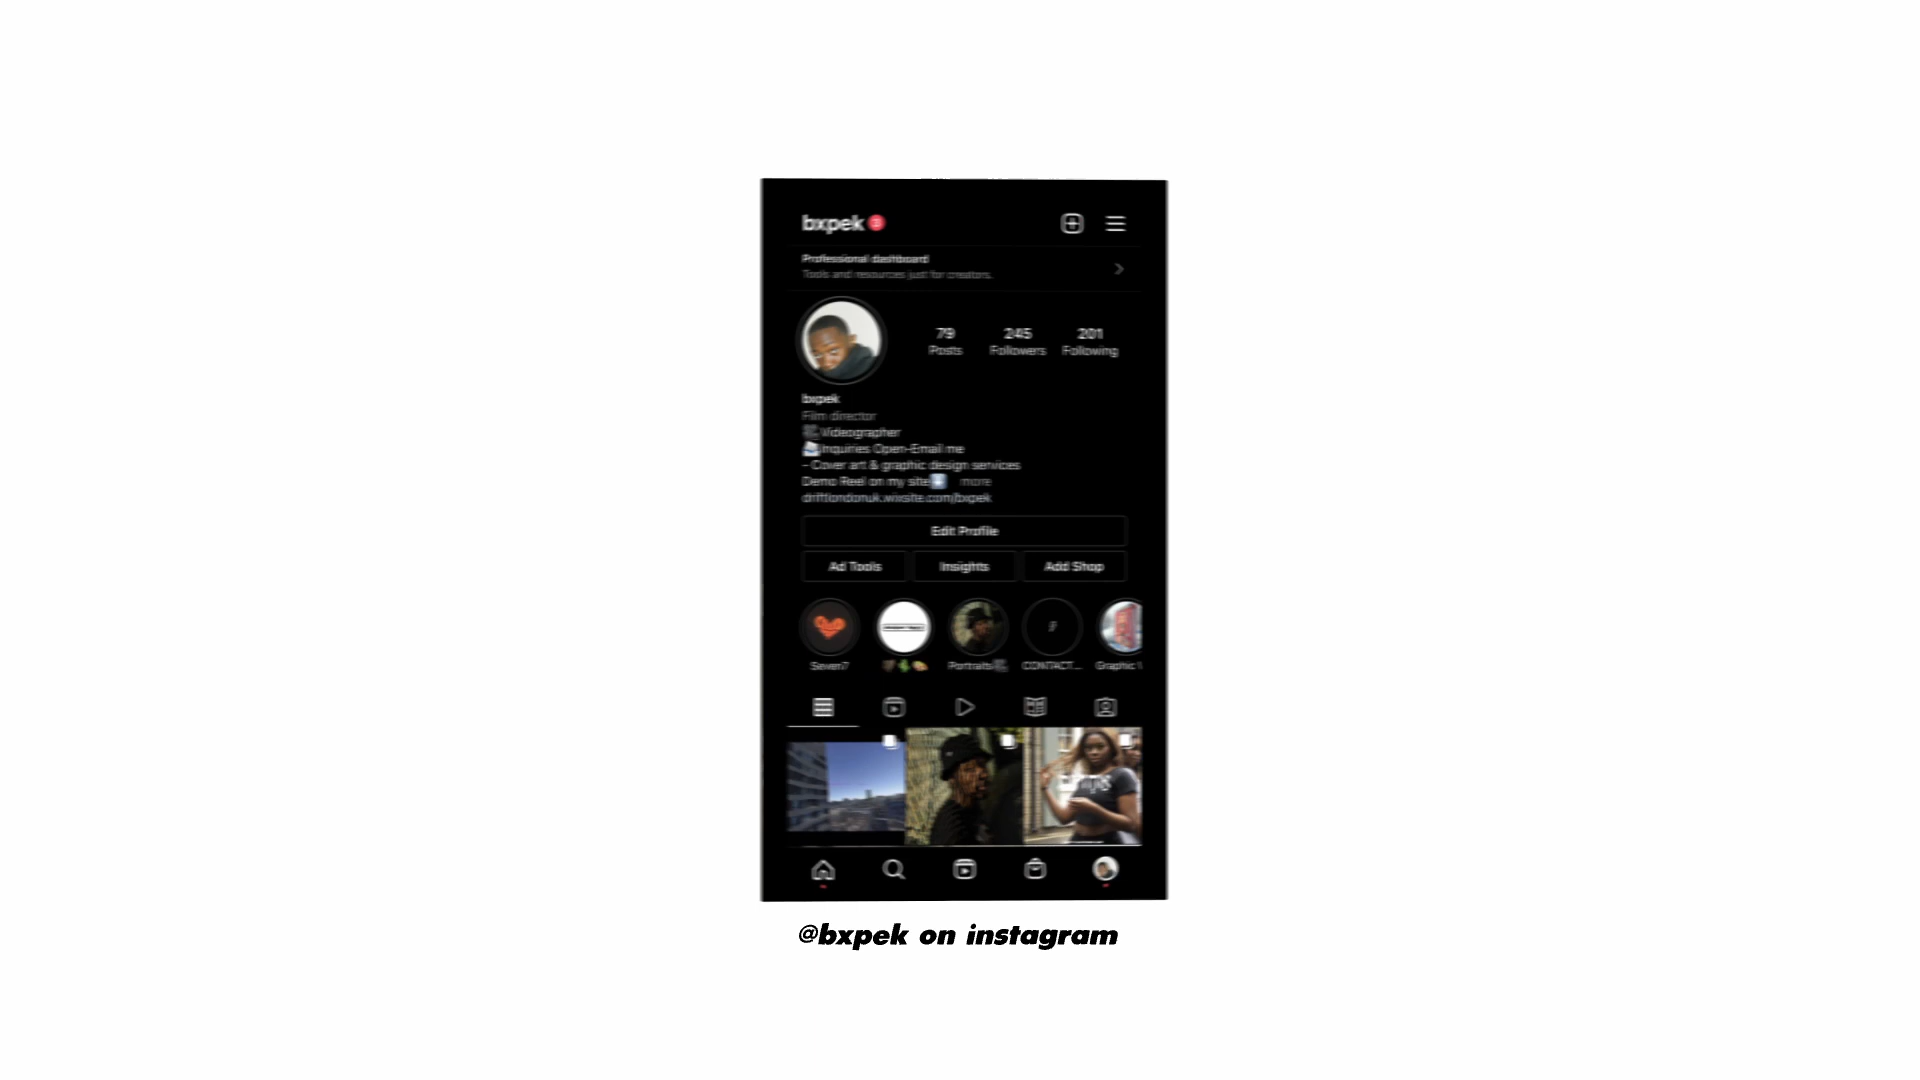 bxpek 3
Professional dashboard
Tools and resources just for creators.
79 245 201
Posts Followers Following
bxpek
Film director
Videographer
Inquiries Open-Email me
- Cover art & graphic design services
Demo Reel on my site more
driftlondonuk.wixsite.com/bxpek
Edit Profile
Ad Tools Insights Add Shop
Seven7 Portraits CONTACT... Graphic
@bxpek on instagram